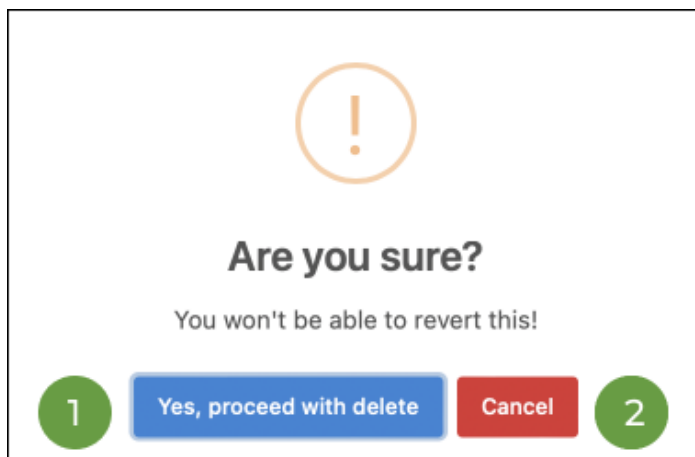 !
Are you sure?
You won't be able to revert this!
1 Yes, proceed with delete Cancel 2